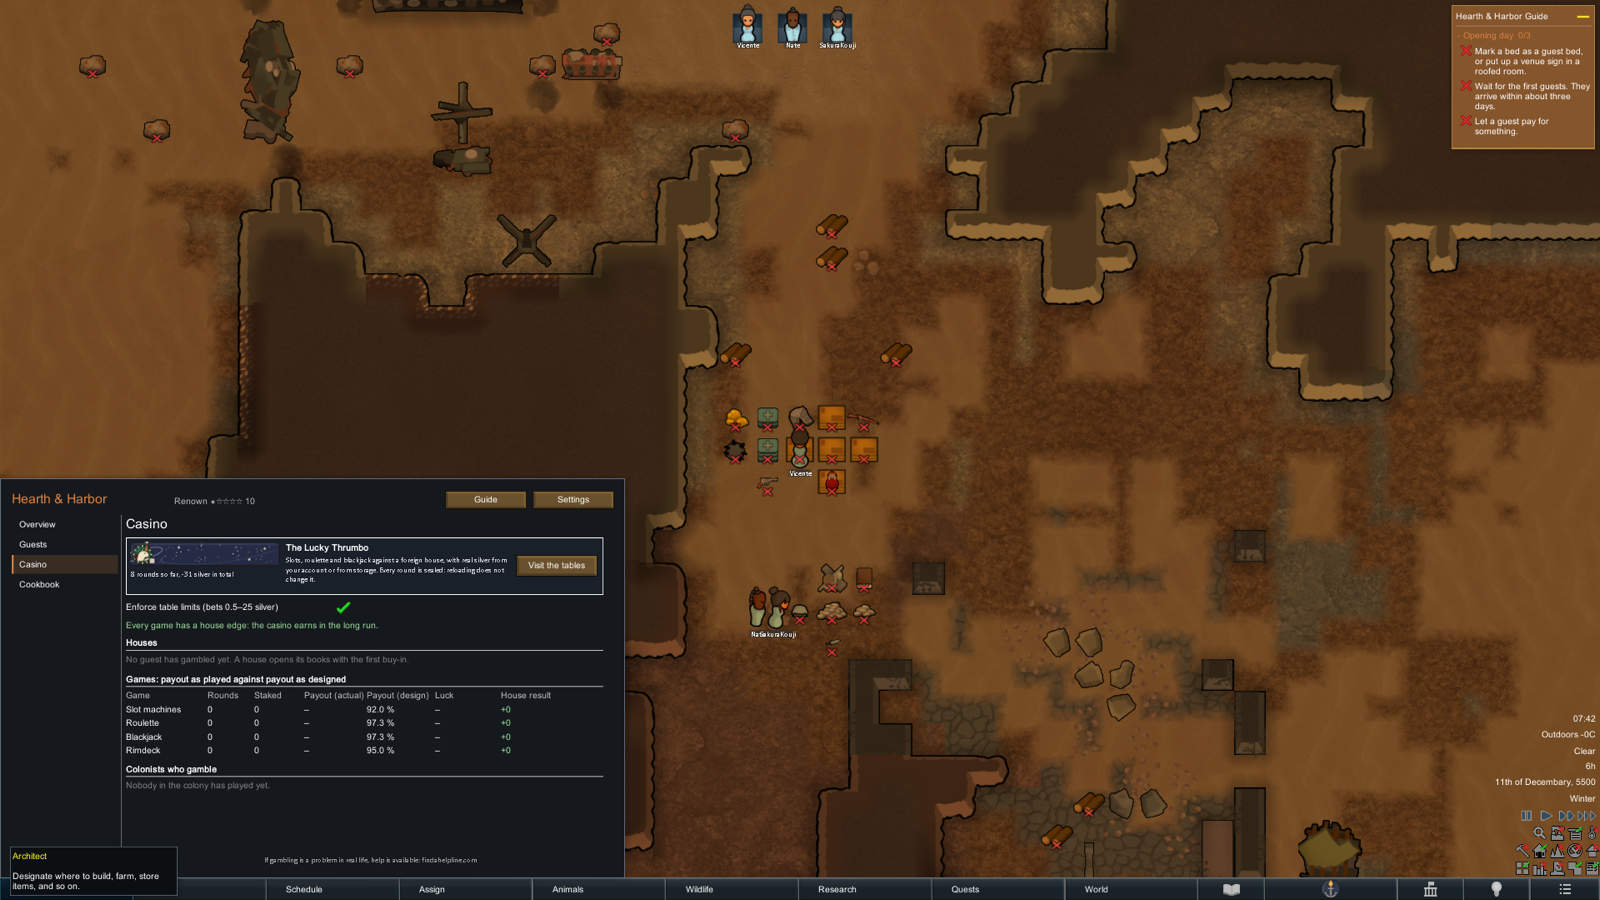 Vicente
Nate
SakuraKouji
Hearth & Harbor Guide
- Opening day 0/3
Mark a bed as a guest bed,
or put up a venue sign in a
roofed room.
Wait for the first guests. They
arrive within about three
days.
Let a guest pay for
something.
Vicente
SakuraKouji
Hearth & Harbor
Renown ★☆☆☆☆ 10
Guide
Settings
Overview
Guests
Casino
Cookbook
Casino
The Lucky Thrumbo
Slots, roulette and blackjack against a foreign house, with real silver from
your account or from storage. Every round is sealed: reloading does not
change it.
8 rounds so far, -31 silver in total
Visit the tables
Enforce table limits (bets 0.5–25 silver)
Every game has a house edge: the casino earns in the long run.
Houses
No guest has gambled yet. A house opens its books with the first buy-in.
Games: payout as played against payout as designed
Game Rounds Staked Payout (actual) Payout (design) Luck House result
Slot machines 0 0 – 92.0 % – +0
Roulette 0 0 – 97.3 % – +0
Blackjack 0 0 – 97.3 % – +0
Rimdeck 0 0 – 95.0 % – +0
Colonists who gamble
Nobody in the colony has played yet.
If gambling is a problem in real life, help is available: findahelpline.com
Architect
Designate where to build, farm, store
items, and so on.
07:42
Outdoors -0C
Clear
6h
11th of Decembary, 5500
Winter
Schedule
Assign
Animals
Wildlife
Research
Quests
World